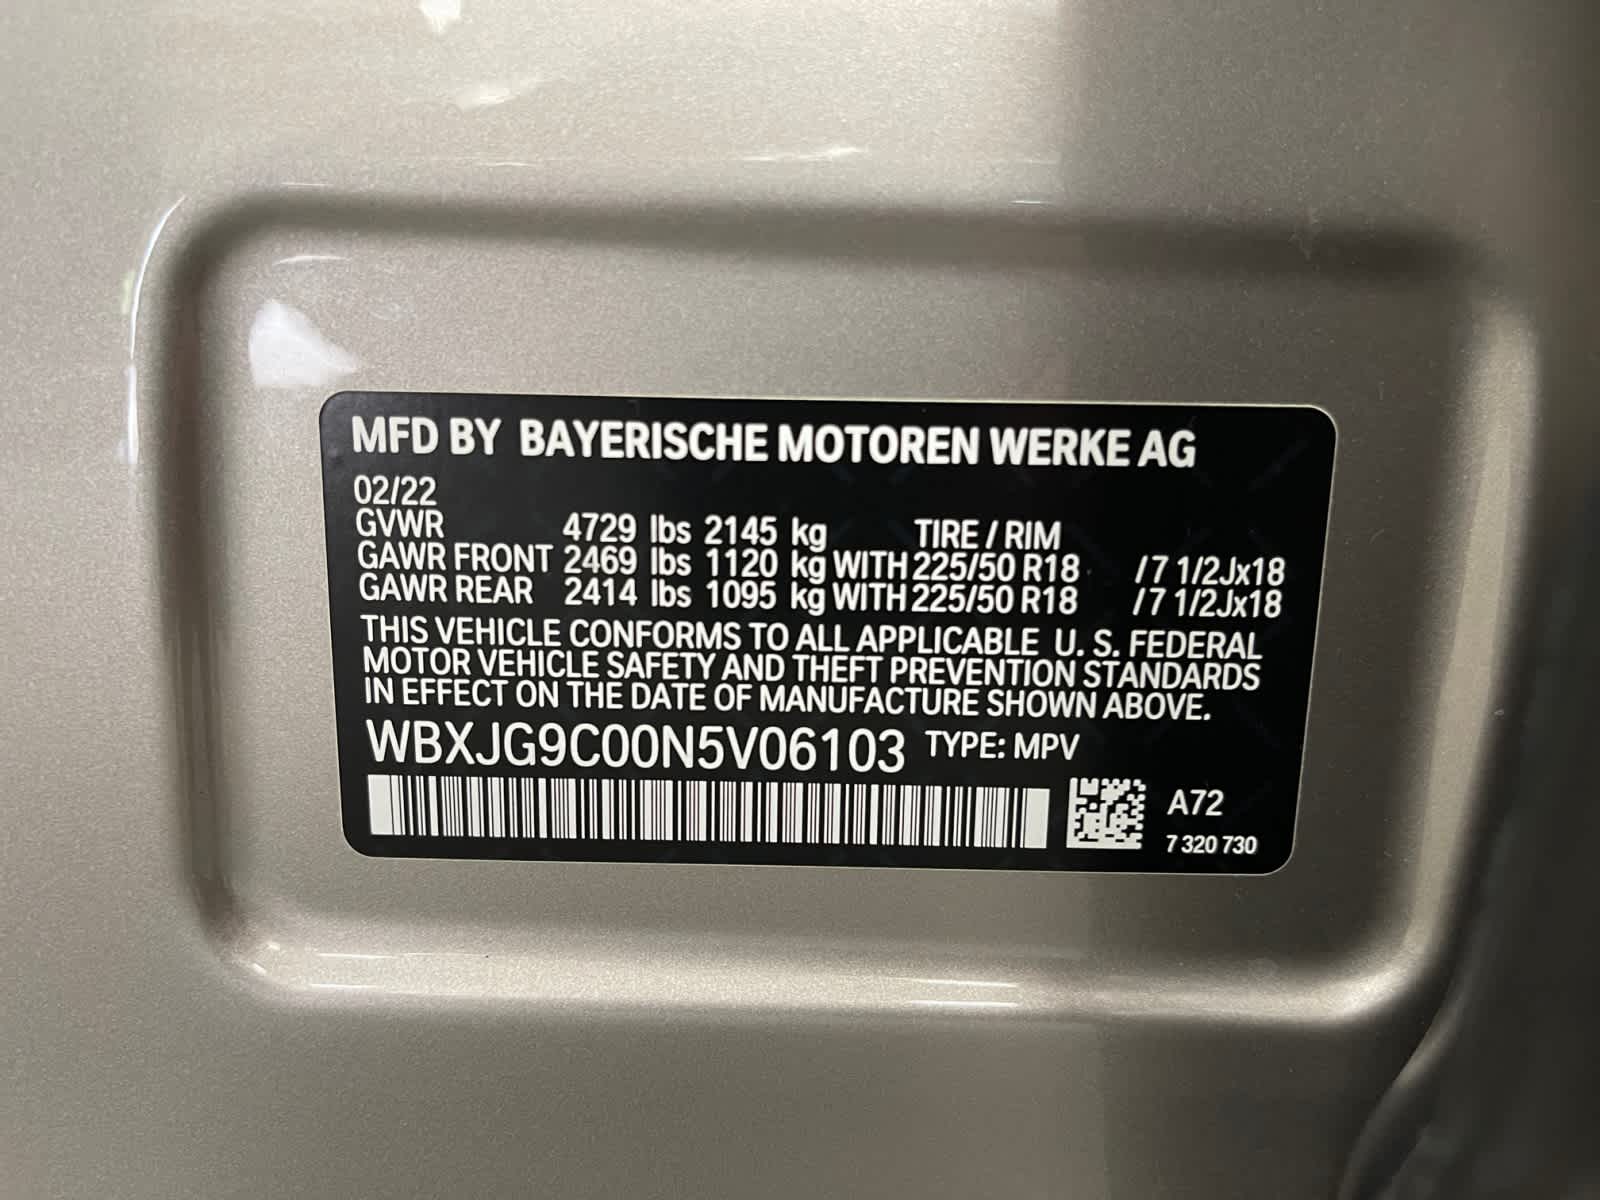 MFD BY BAYERISCHE MOTOREN WERKE AG
02/22
GVWR 4729 lbs 2145 kg TIRE / RIM
GAWR FRONT 2469 lbs 1120 kg WITH 225/50 R18 /7 1/2Jx18
GAWR REAR 2414 lbs 1095 kg WITH 225/50 R18 /7 1/2Jx18
THIS VEHICLE CONFORMS TO ALL APPLICABLE U. S. FEDERAL
MOTOR VEHICLE SAFETY AND THEFT PREVENTION STANDARDS
IN EFFECT ON THE DATE OF MANUFACTURE SHOWN ABOVE.
WBXJG9C00N5V06103 TYPE: MPV
A72
7 320 730